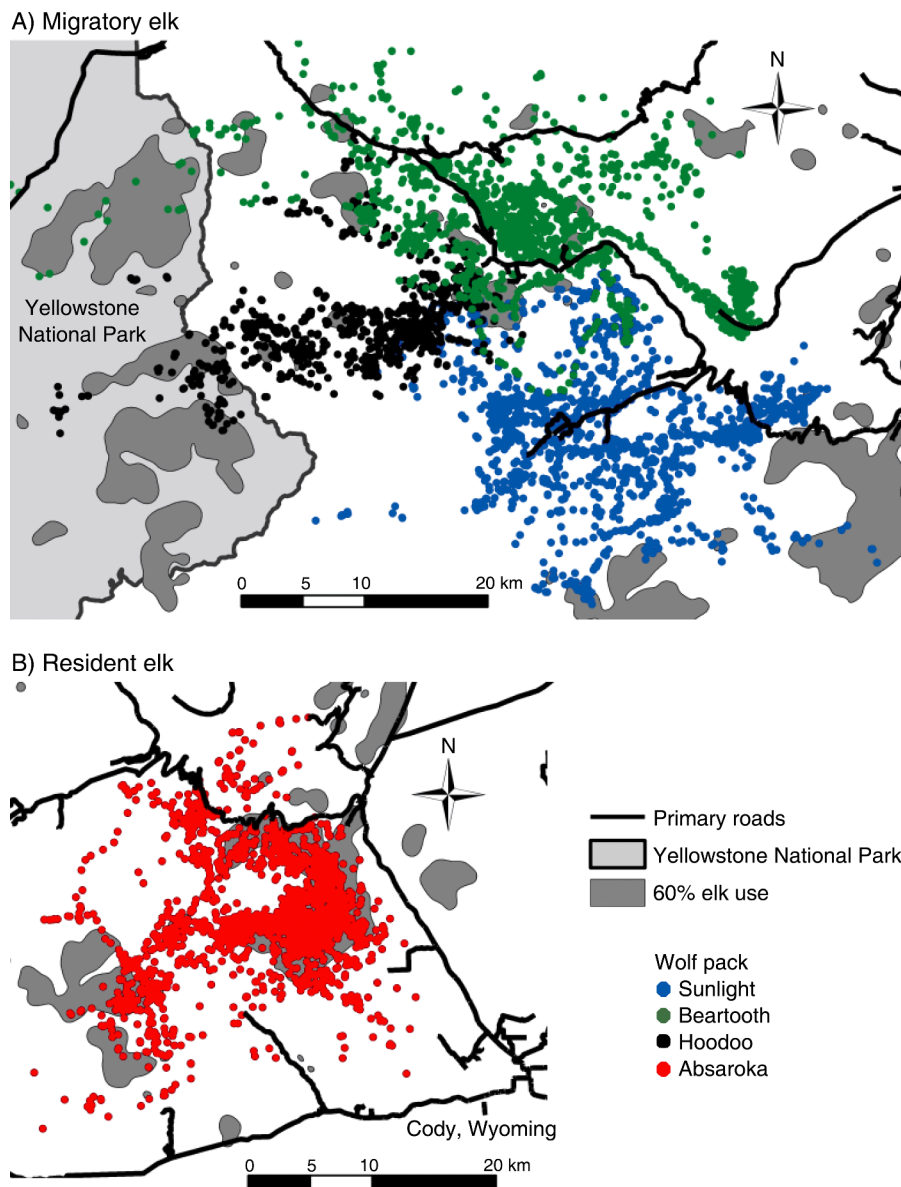 A) Migratory elk
N
Yellowstone
National Park
0 5 10 20 km
B) Resident elk
N
Primary roads
Yellowstone National Park
60% elk use
Wolf pack
Sunlight
Beartooth
Hoodoo
Absaroka
Cody, Wyoming
0 5 10 20 km